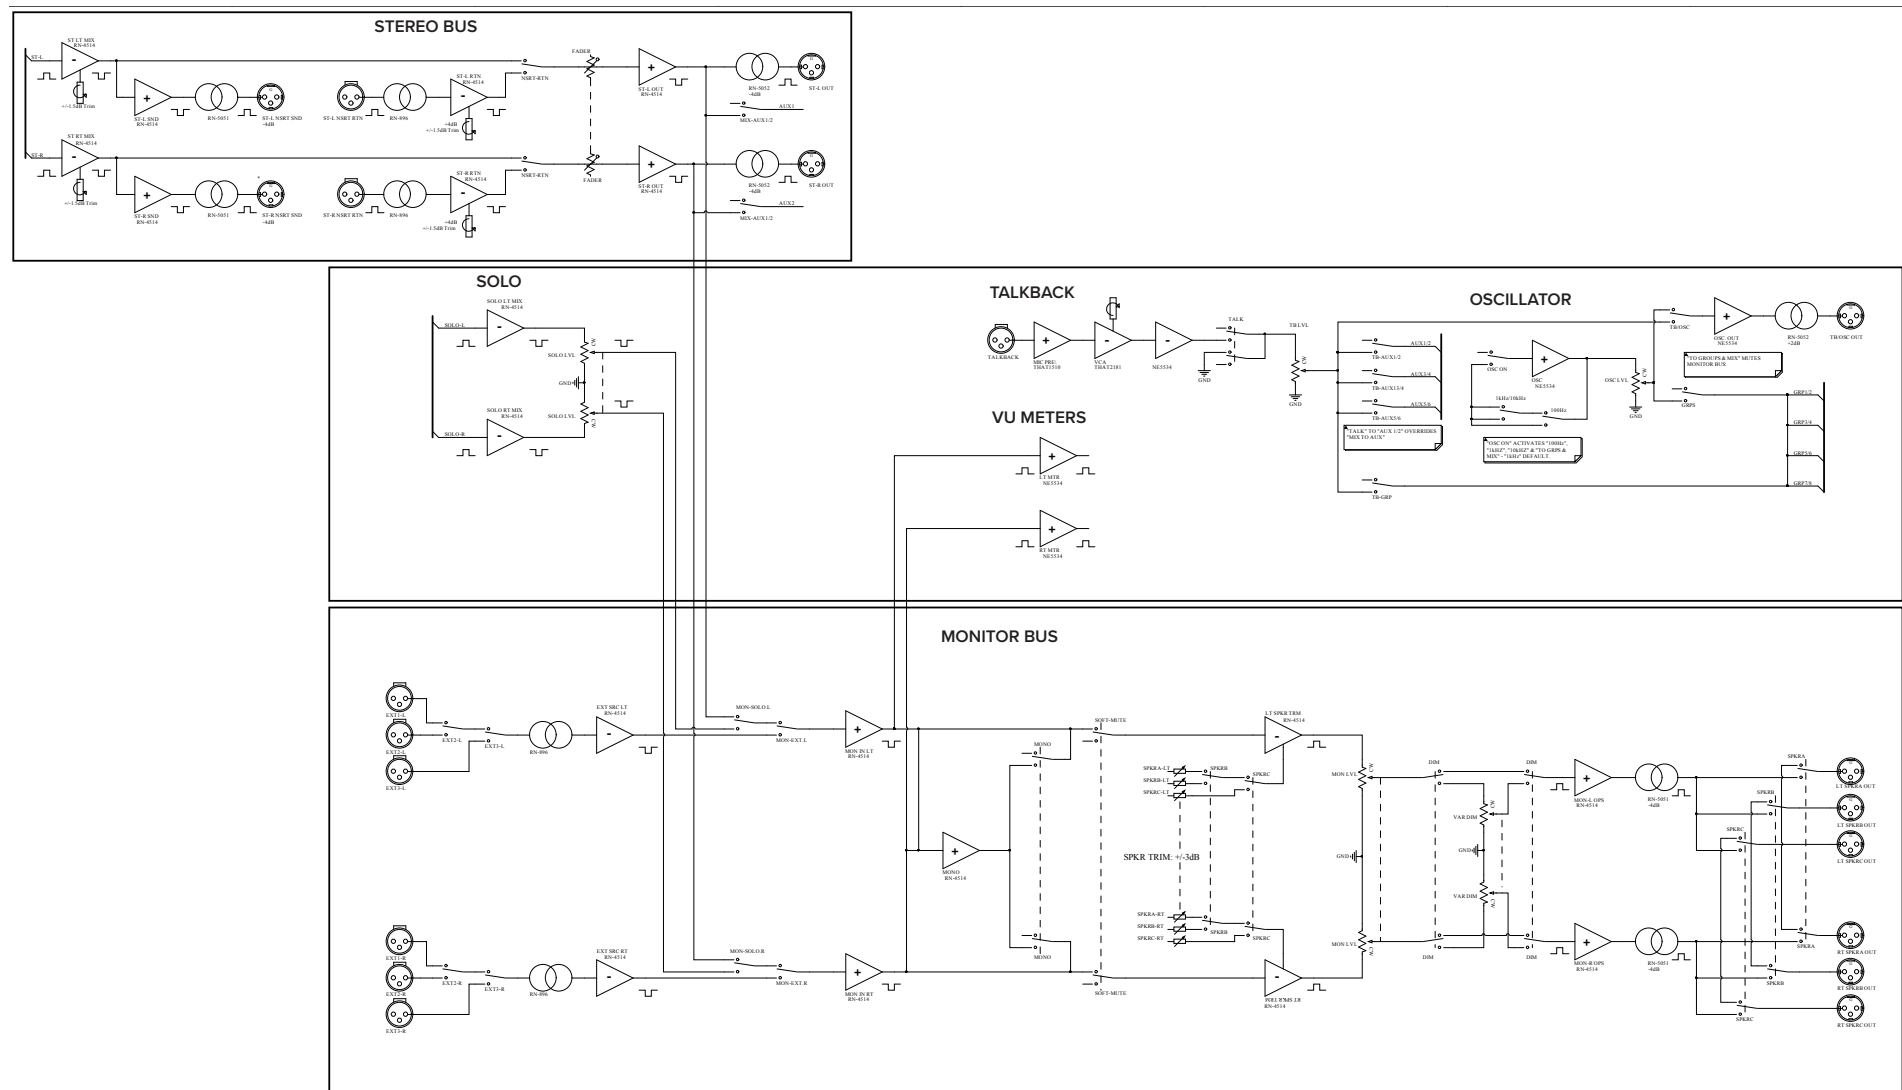 STEREO BUS
ST-L
ST LT MIX
RN-4514
+/-1.5dB Trim
ST-L SND
RN-4514
RN-5051
ST-L NSRT SND
-4dB
ST-L NSRT RTN
RN-896
ST-L RTN
RN-4514
+4dB
+/-1.5dB Trim
NSRT-RTN
FADER
ST-L OUT
RN-4514
RN-5052
-4dB
ST-L OUT
AUX1
MIX-AUX1/2
ST-R
ST RT MIX
RN-4514
+/-1.5dB Trim
ST-R SND
RN-4514
RN-5051
ST-R NSRT SND
-4dB
ST-R NSRT RTN
RN-896
ST-R RTN
RN-4514
+4dB
+/-1.5dB Trim
NSRT-RTN
FADER
ST-R OUT
RN-4514
RN-5052
-4dB
ST-R OUT
AUX2
MIX-AUX1/2
SOLO
SOLO-L
SOLO LT MIX
RN-4514
SOLO LVL
CW
GND
SOLO LVL
CW
SOLO-R
SOLO RT MIX
RN-4514
TALKBACK
TALKBACK
MIC PRE:
THAT1510
VCA
THAT2181
NE5534
TALK
GND
TB LVL
CW
GND
TB-AUX1/2
AUX1/2
TB-AUX13/4
AUX3/4
TB-AUX5/6
AUX5/6
"TALK" TO "AUX 1/2" OVERRIDES
"MIX TO AUX"
TB-GRP
VU METERS
LT MTR
NE5534
RT MTR
NE5534
OSCILLATOR
OSC ON
OSC
NE5534
1kHz/10kHz
100Hz
"OSC ON" ACTIVATES "100Hz",
"1kHZ", "10kHZ" & "TO GRPS &
MIX" - "1kHz" DEFAULT.
OSC LVL
CW
GND
TB/OSC
OSC OUT
NE5534
RN-5052
+2dB
TB/OSC OUT
"TO GROUPS & MIX" MUTES
MONITOR BUS
GRPS
GRP1/2
GRP3/4
GRP5/6
GRP7/8
MONITOR BUS
EXT1-L
EXT2-L
EXT3-L
EXT2-L
EXT3-L
RN-896
EXT SRC LT
RN-4514
MON-SOLO L
MON-EXT L
MON IN LT
RN-4514
MONO
RN-4514
MONO
SOFT-MUTE
LT SPKR TRM
RN-4514
SPKRA-LT
SPKRB-LT
SPKRC-LT
SPKRB
SPKRC
SPKR TRIM: +/-3dB
MON LVL
CW
GND
DIM
DIM
VAR DIM
CW
GND
MON-L OPS
RN-4514
RN-5051
-4dB
SPKRA
SPKRB
SPKRC
LT SPKRA OUT
LT SPKRB OUT
LT SPKRC OUT
EXT1-R
EXT2-R
EXT3-R
EXT2-R
EXT3-R
RN-896
EXT SRC RT
RN-4514
MON-SOLO R
MON-EXT R
MON IN RT
RN-4514
MONO
SOFT-MUTE
SPKRA-RT
SPKRB-RT
SPKRC-RT
SPKRB
SPKRC
RT SPKR TRM
RN-4514
MON LVL
CW
DIM
DIM
VAR DIM
CW
MON-R OPS
RN-4514
RN-5051
-4dB
SPKRA
SPKRB
SPKRC
RT SPKRA OUT
RT SPKRB OUT
RT SPKRC OUT